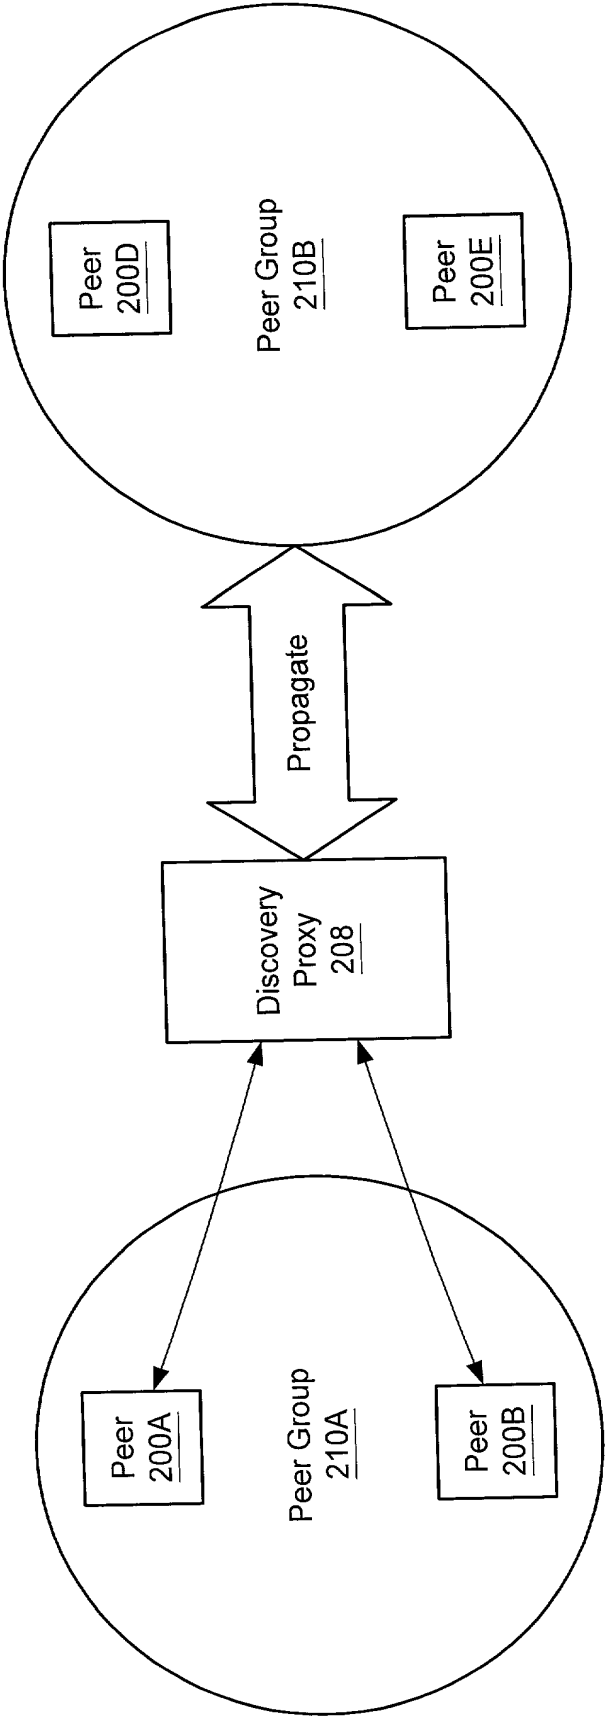 Peer
200A
Peer Group
210A
Peer
200B
Discovery
Proxy
208
Propagate
Peer
200D
Peer Group
210B
Peer
200E